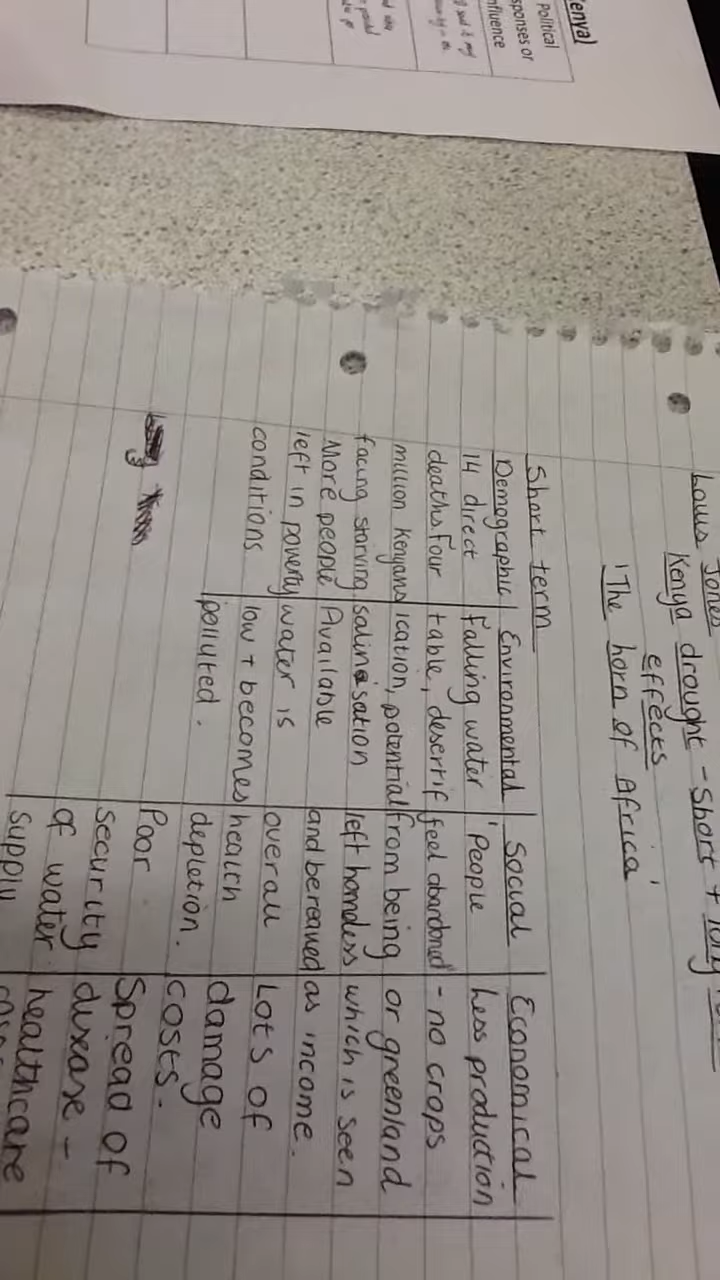 Kenya)
Political
sponses or
nfluence
Louis Jones
Kenya drought - Short + long
effects
'The horn of Africa'
Short term
Demographic
14 direct
deaths. Four
million Kenyans
facing starving.
More people
left in poverty
conditions
Environmental
falling water
table, desertif
ication, potential
salinisation
Available
water is
low + becomes
polluted.
Social
'People
feel abandoned'
from being
left homeless
and bereaved
overall
health
depletion.
Poor
security
of water
supply
Economical
Less production
- no crops
or greenland
which is seen
as income.
Lots of
damage
costs.
Spread of
disease -
healthcare